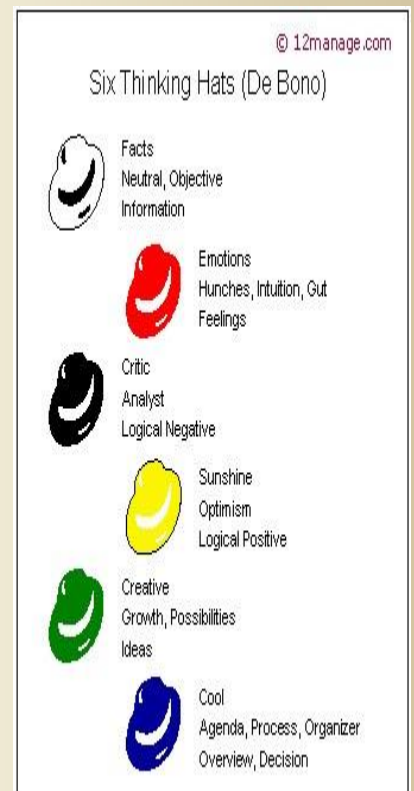 © 12manage.com
Six Thinking Hats (De Bono)
Facts
Neutral, Objective
Information
Emotions
Hunches, Intuition, Gut
Feelings
Critic
Analyst
Logical Negative
Sunshine
Optimism
Logical Positive
Creative
Growth, Possibilities
Ideas
Cool
Agenda, Process, Organizer
Overview, Decision